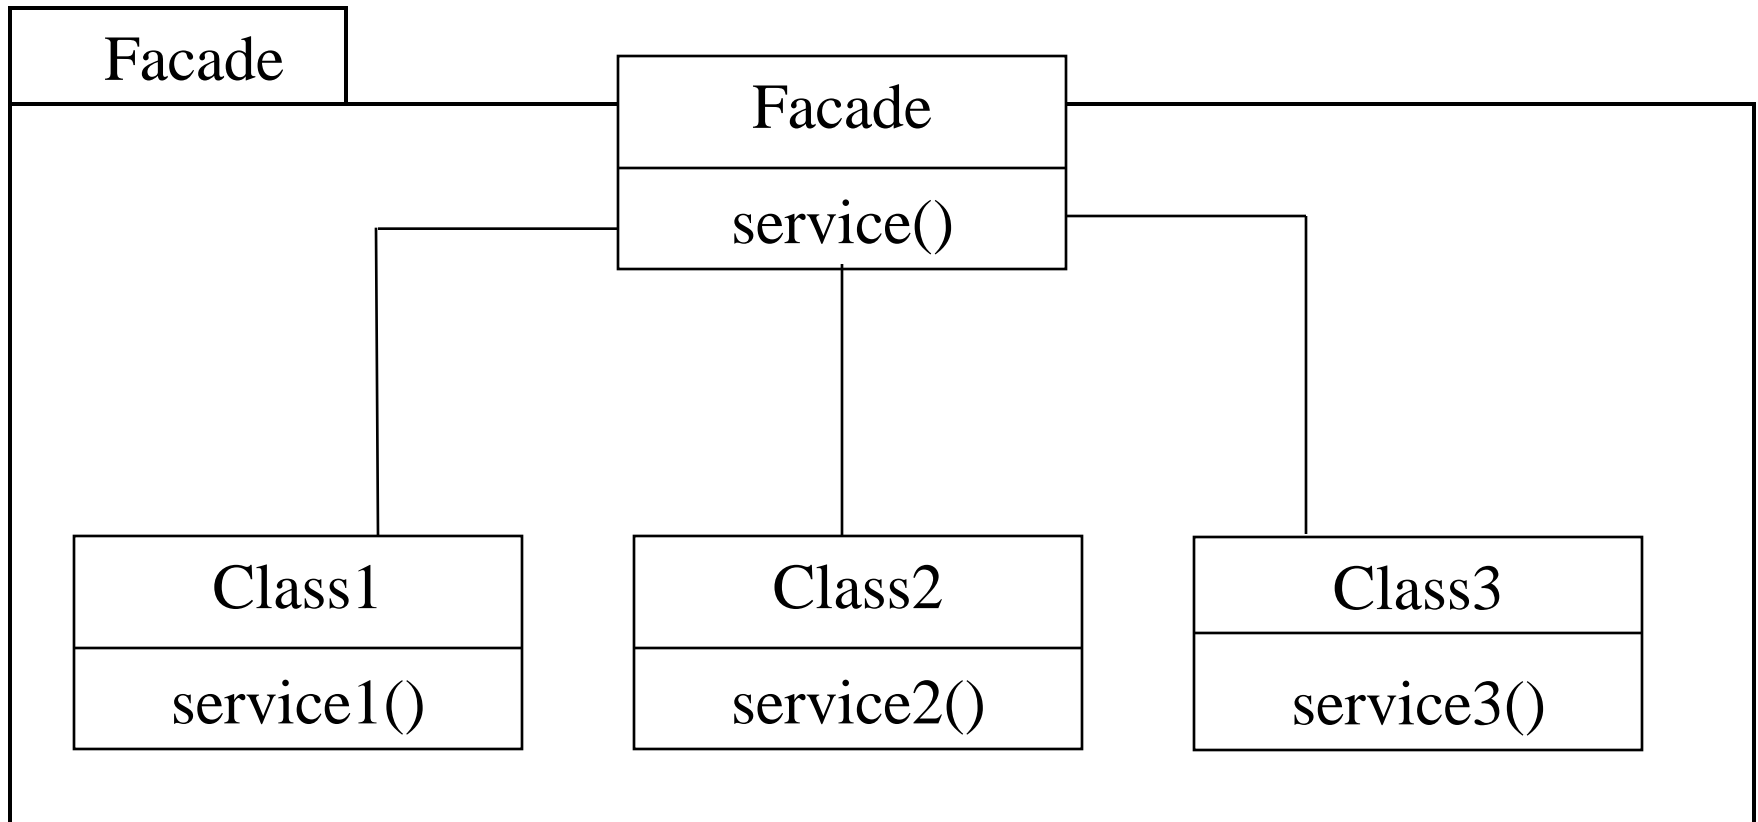 Facade
Facade
service()
Class1
service1()
Class2
service2()
Class3
service3()